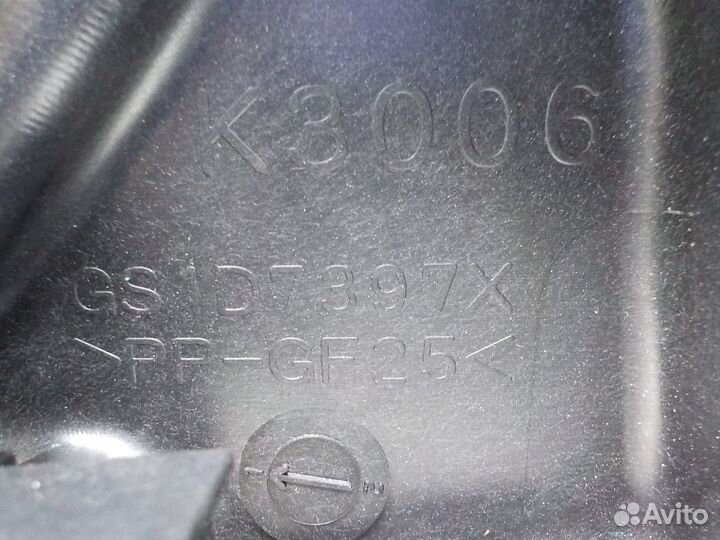 K3006
GS1D7397X
>PP-GF25<
Avito